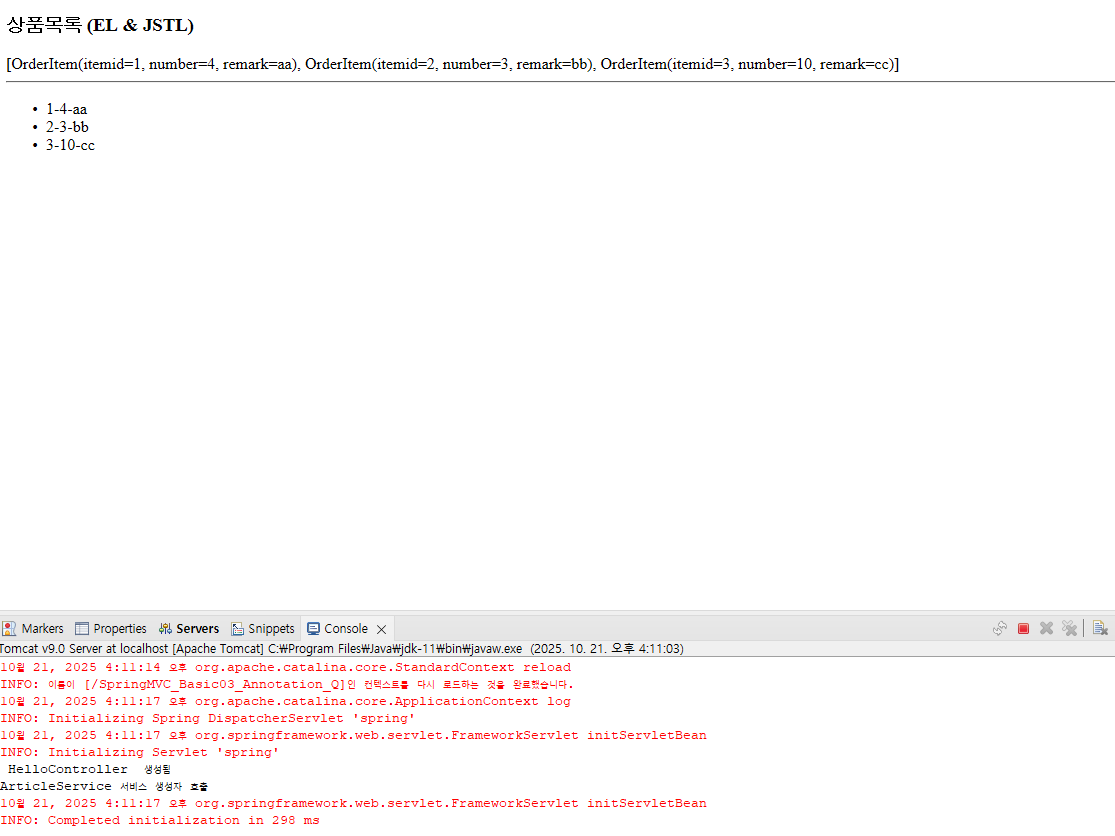 상품목록 (EL & JSTL)
[OrderItem(itemid=1, number=4, remark=aa), OrderItem(itemid=2, number=3, remark=bb), OrderItem(itemid=3, number=10, remark=cc)]
• 1-4-aa
• 2-3-bb
• 3-10-cc
Markers Properties Servers Snippets Console
Tomcat v9.0 Server at localhost [Apache Tomcat] C:₩Program Files₩Java₩jdk-11₩bin₩javaw.exe (2025. 10. 21. 오후 4:11:03)
10월 21, 2025 4:11:14 오후 org.apache.catalina.core.StandardContext reload
INFO: 이름이 [/SpringMVC_Basic03_Annotation_Q]인 컨텍스트를 다시 로드하는 것을 완료했습니다.
10월 21, 2025 4:11:17 오후 org.apache.catalina.core.ApplicationContext log
INFO: Initializing Spring DispatcherServlet 'spring'
10월 21, 2025 4:11:17 오후 org.springframework.web.servlet.FrameworkServlet initServletBean
INFO: Initializing Servlet 'spring'
HelloController 생성됨
ArticleService 서비스 생성자 호출
10월 21, 2025 4:11:17 오후 org.springframework.web.servlet.FrameworkServlet initServletBean
INFO: Completed initialization in 298 ms